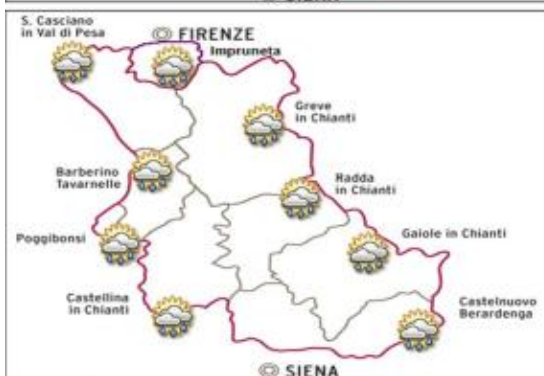 SIENA
S. Casciano
in Val di Pesa
FIRENZE
Impruneta
Greve
in Chianti
Barberino
Tavarnelle
Radda
in Chianti
Poggibonsi
Gaiole in Chianti
Castellina
in Chianti
Castelnuovo
Berardenga
SIENA